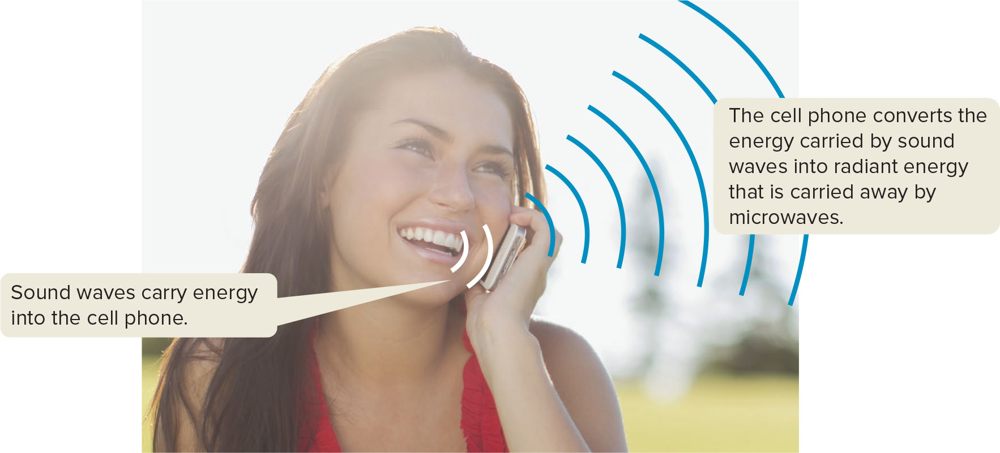 Sound waves carry energy
into the cell phone.
The cell phone converts the
energy carried by sound
waves into radiant energy
that is carried away by
microwaves.